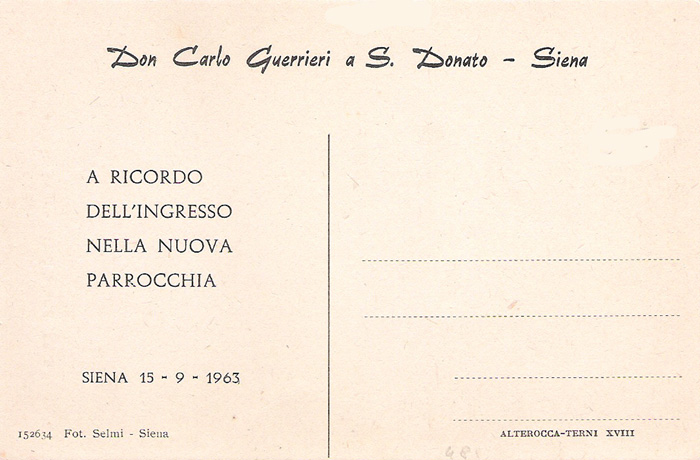 Don Carlo Guerrieri a S. Donato - Siena
A RICORDO
DELL'INGRESSO
NELLA NUOVA
PARROCCHIA
SIENA 15 - 9 - 1963
152634 Fot. Selmi - Siena
ALTEROCCA-TERNI XVIII